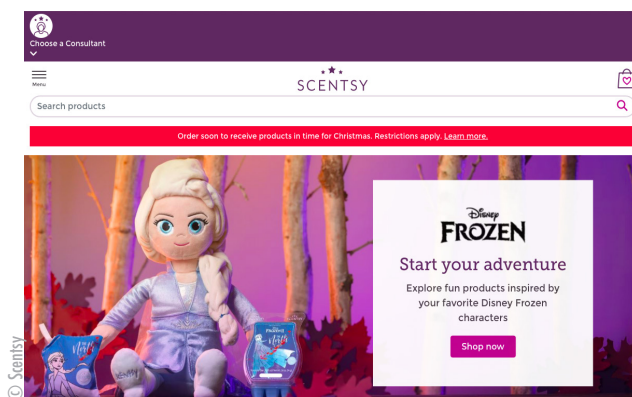 Choose a Consultant
Menu
SCENTSY
Search products
Order soon to receive products in time for Christmas. Restrictions apply. Learn more.
Disney
FROZEN
Start your adventure
Explore fun products inspired by
your favorite Disney Frozen
characters
Shop now
© Scentsy